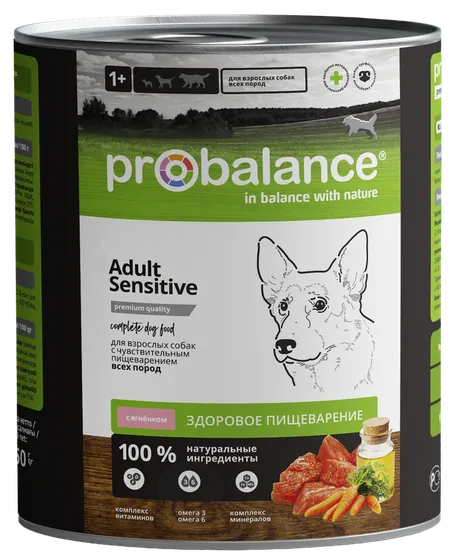 1+
для взрослых собак
всех пород
probalance®
in balance with nature
Adult
Sensitive
premium quality
complete dog food
для взрослых собак
с чувствительным
пищеварением
всех пород
с ягнёнком
ЗДОРОВОЕ ПИЩЕВАРЕНИЕ
100 %
натуральные
ингредиенты
комплекс
витаминов
омега 3
омега 6
комплекс
минералов